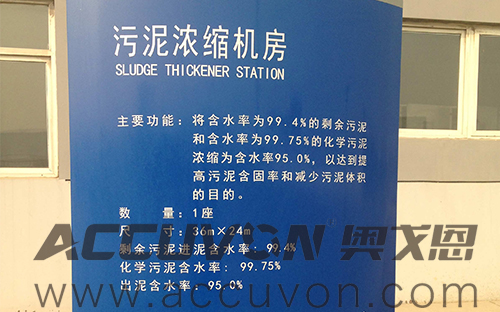 污泥浓缩机房
SLUDGE THICKENER STATION
主要功能：将含水率为99.4%的剩余污泥
和含水率为99.75%的化学污泥
浓缩为含水率95.0%，以达到提
高污泥含固率和减少污泥体积
的目的。
数 量：1座
尺 寸：36m×24m
ACCUVON 奥戈恩
剩余污泥进泥含水率：99.4%
化学污泥含水率：99.75%
www.accuvon.com
出泥含水率：95.0%